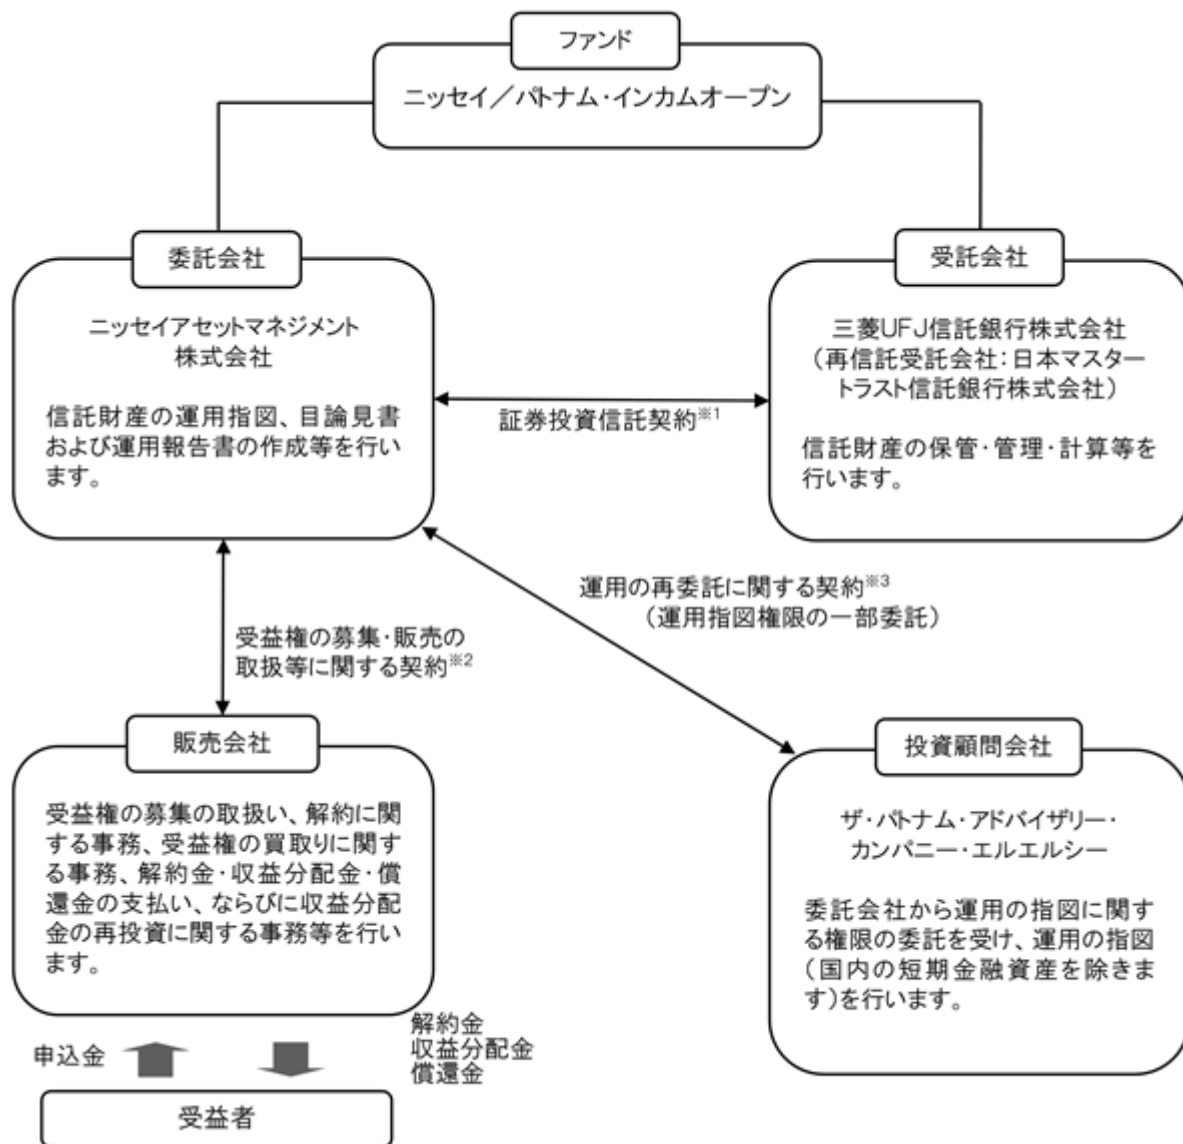 ファンド
ニッセイ／パトナム・インカムオープン
委託会社
ニッセイアセットマネジメント
株式会社
信託財産の運用指図、目論見書
および運用報告書の作成等を行い
ます。
受託会社
三菱UFJ信託銀行株式会社
（再信託受託会社：日本マスター
トラスト信託銀行株式会社）
信託財産の保管・管理・計算等を
行います。
証券投資信託契約※1
運用の再委託に関する契約※3
（運用指図権限の一部委託）
受益権の募集・販売の
取扱等に関する契約※2
販売会社
受益権の募集の取扱い、解約に関
する事務、受益権の買取りに関す
る事務、解約金・収益分配金・償
還金の支払い、ならびに収益分配
金の再投資に関する事務等を行い
ます。
投資顧問会社
ザ・パトナム・アドバイザリー・
カンパニー・エルエルシー
委託会社から運用の指図に関す
る権限の委託を受け、運用の指図
（国内の短期金融資産を除きま
す）を行います。
申込金
解約金
収益分配金
償還金
受益者